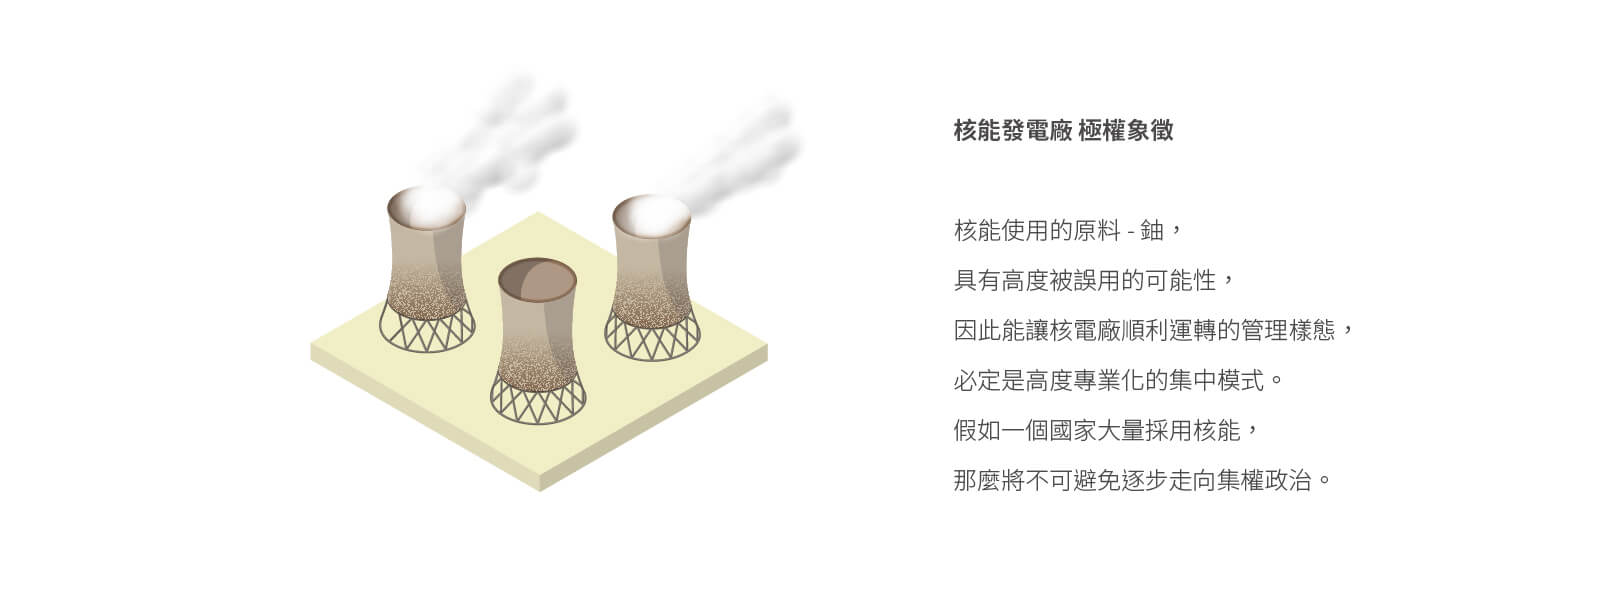 核能發電廠 極權象徵
核能使用的原料 - 鈾，
具有高度被誤用的可能性，
因此能讓核電廠順利運轉的管理樣態，
必定是高度專業化的集中模式。
假如一個國家大量採用核能，
那麼將不可避免逐步走向集權政治。